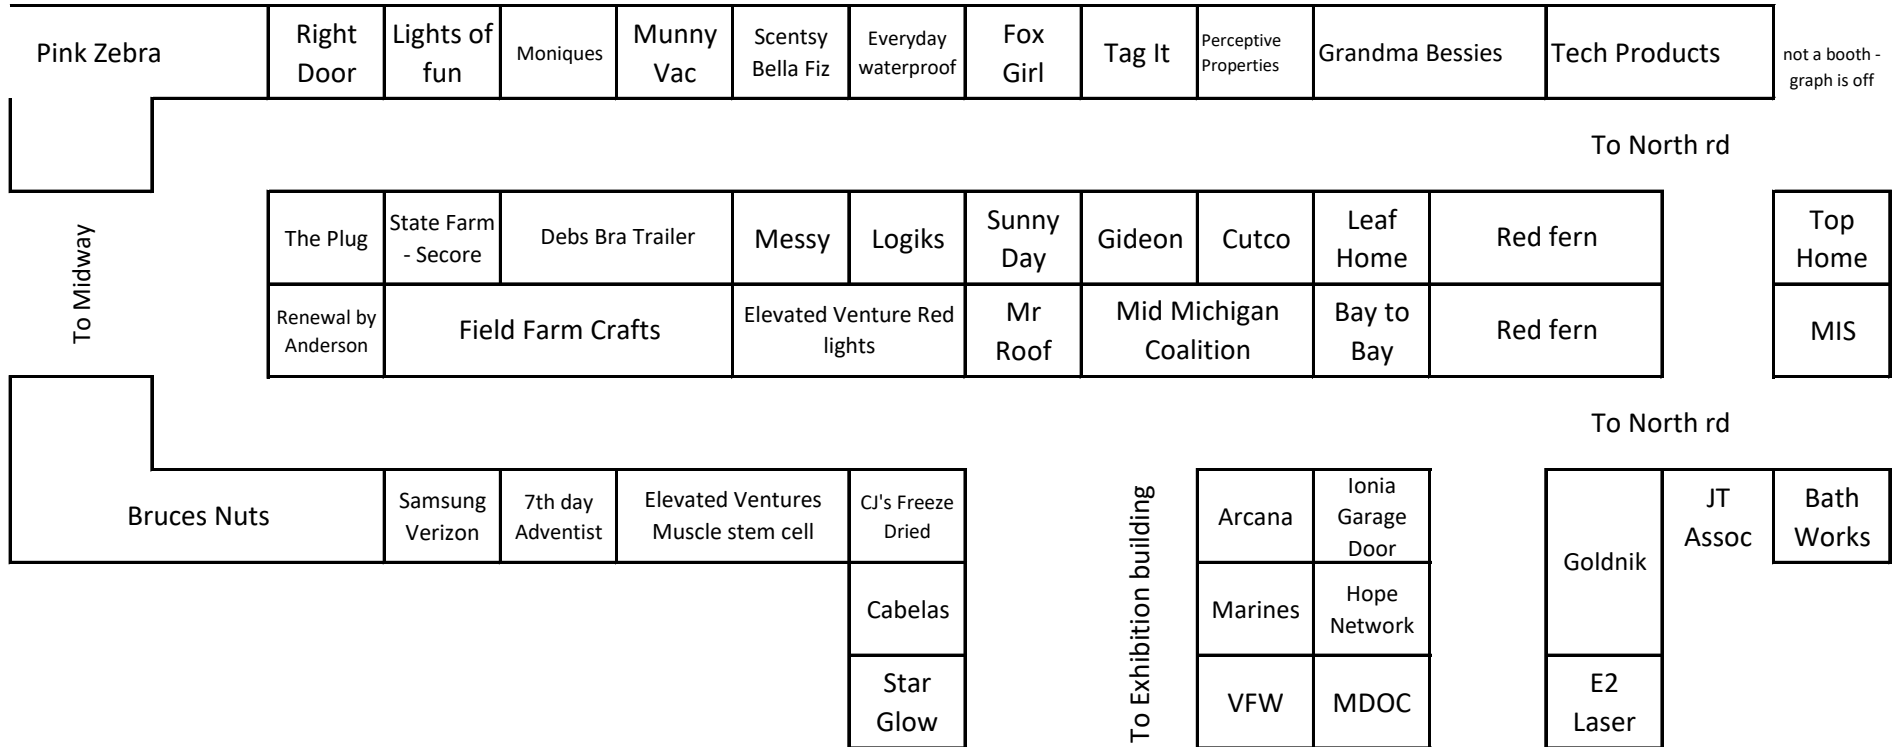 Pink Zebra
Right
Door
Lights of
fun
Moniques
Munny
Vac
Scentsy
Bella Fiz
Everyday
waterproof
Fox
Girl
Tag It
Perceptive
Properties
Grandma Bessies
Tech Products
not a booth -
graph is off
To North rd
To Midway
The Plug
State Farm
- Secore
Debs Bra Trailer
Messy
Logiks
Sunny
Day
Gideon
Cutco
Leaf
Home
Red fern
Top
Home
Renewal by
Anderson
Field Farm Crafts
Elevated Venture Red
lights
Mr
Roof
Mid Michigan
Coalition
Bay to
Bay
Red fern
MIS
To North rd
Bruces Nuts
Samsung
Verizon
7th day
Adventist
Elevated Ventures
Muscle stem cell
CJ's Freeze
Dried
To Exhibition building
Arcana
Ionia
Garage
Door
Goldnik
JT
Assoc
Bath
Works
Cabelas
Marines
Hope
Network
Star
Glow
VFW
MDOC
E2
Laser